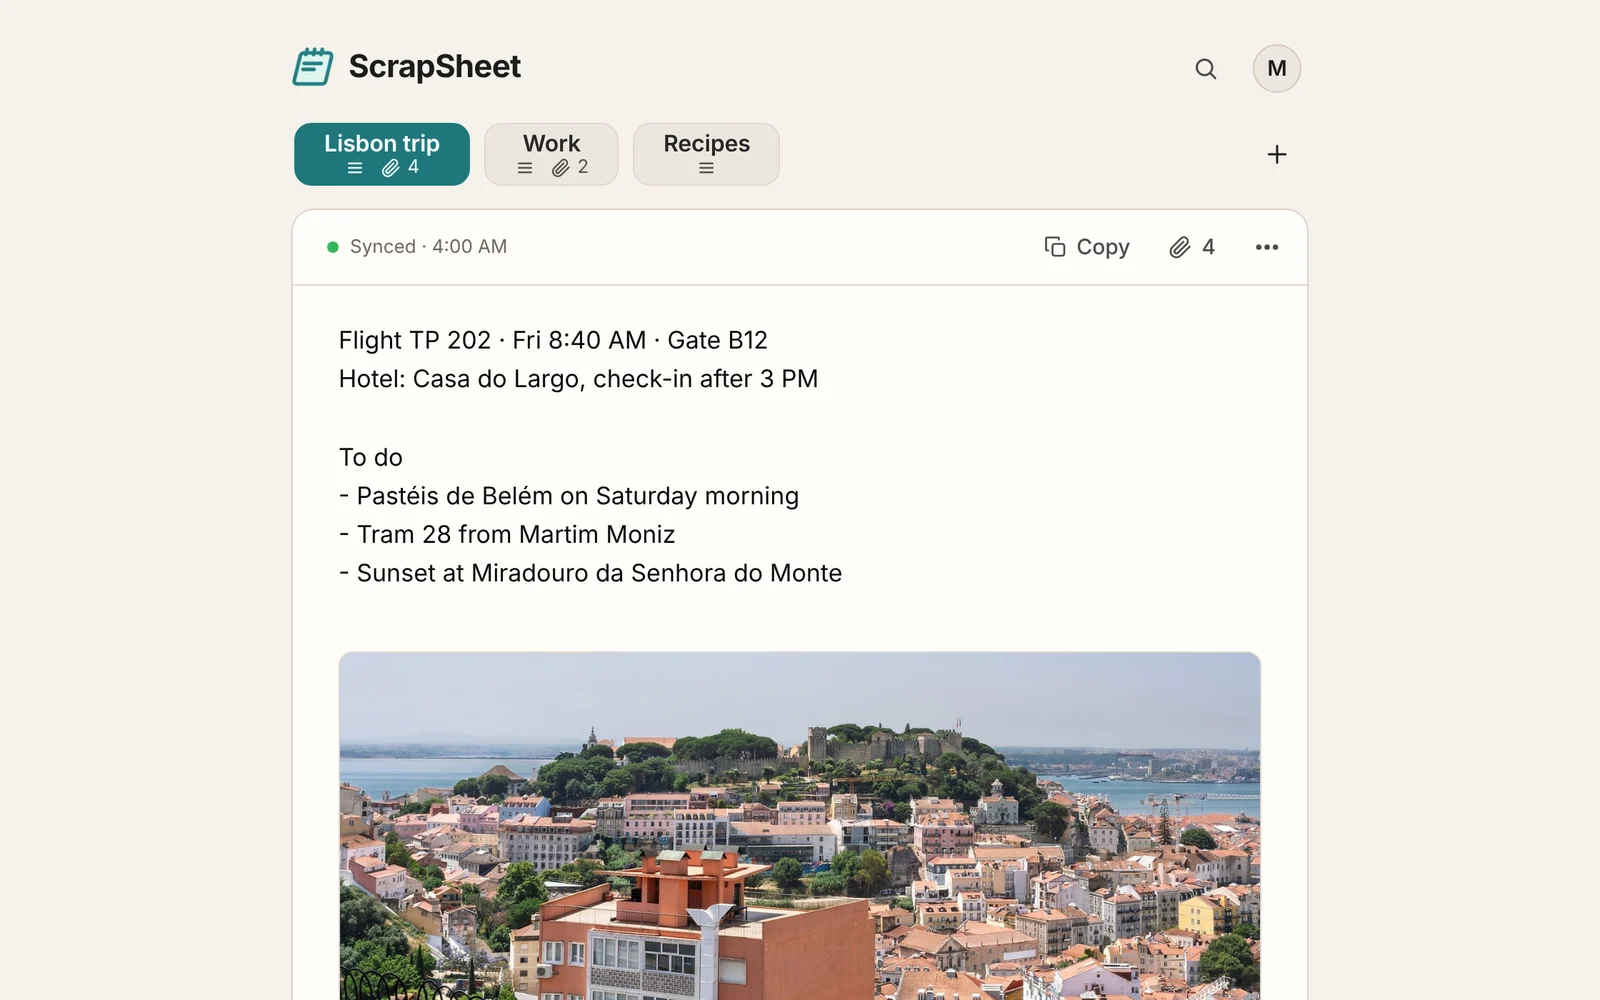 ScrapSheet
M
Lisbon trip
4
Work
2
Recipes
Synced · 4:00 AM
Copy
4
Flight TP 202 · Fri 8:40 AM · Gate B12
Hotel: Casa do Largo, check-in after 3 PM
To do
- Pastéis de Belém on Saturday morning
- Tram 28 from Martim Moniz
- Sunset at Miradouro da Senhora do Monte